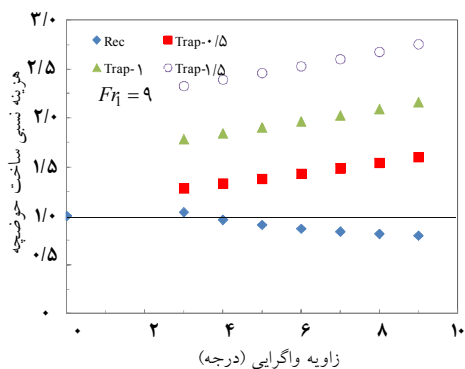 ۳/۰
Rec
Trap-۰/۵
۲/۵
Trap-۱
Trap-۱/۵
Fr₁ = ۹
۲/۰
۱/۵
۱/۰
۰/۵
۰
هزینه نسبی ساخت حوضچه
۰ ۲ ۴ ۶ ۸ ۱۰
زاویه واگرایی (درجه)